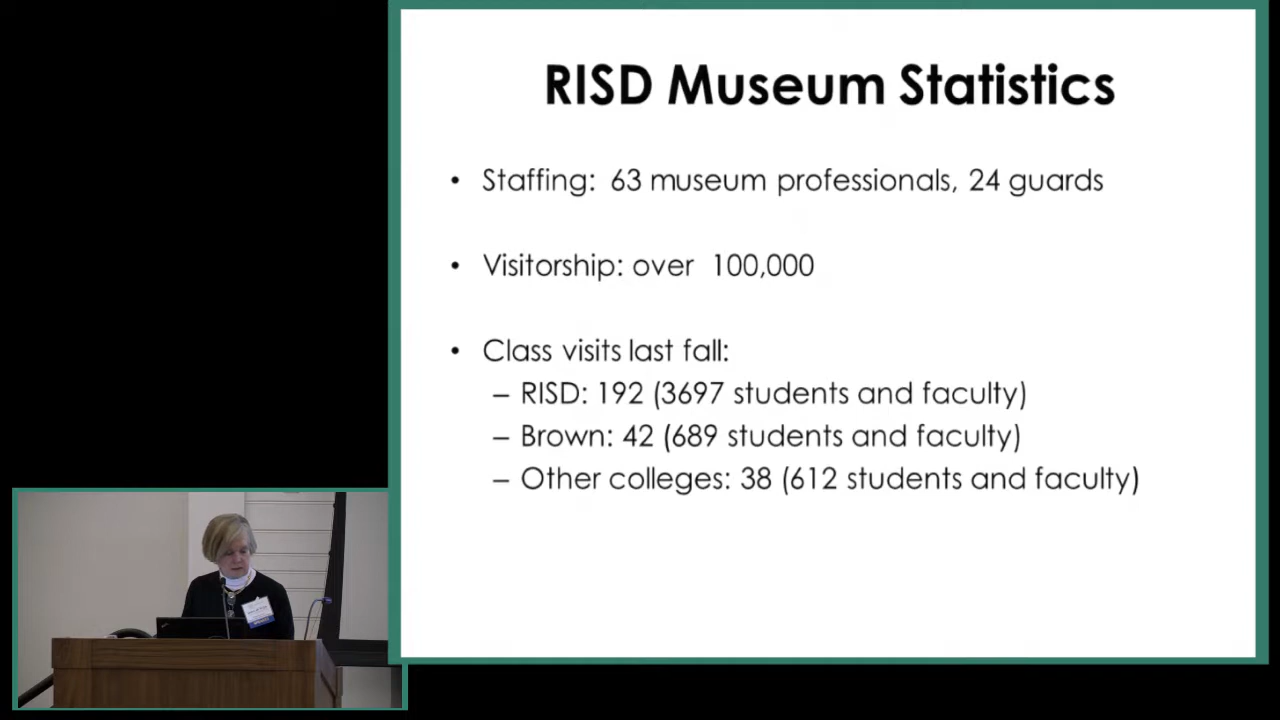 RISD Museum Statistics
• Staffing: 63 museum professionals, 24 guards
• Visitorship: over 100,000
• Class visits last fall:
– RISD: 192 (3697 students and faculty)
– Brown: 42 (689 students and faculty)
– Other colleges: 38 (612 students and faculty)